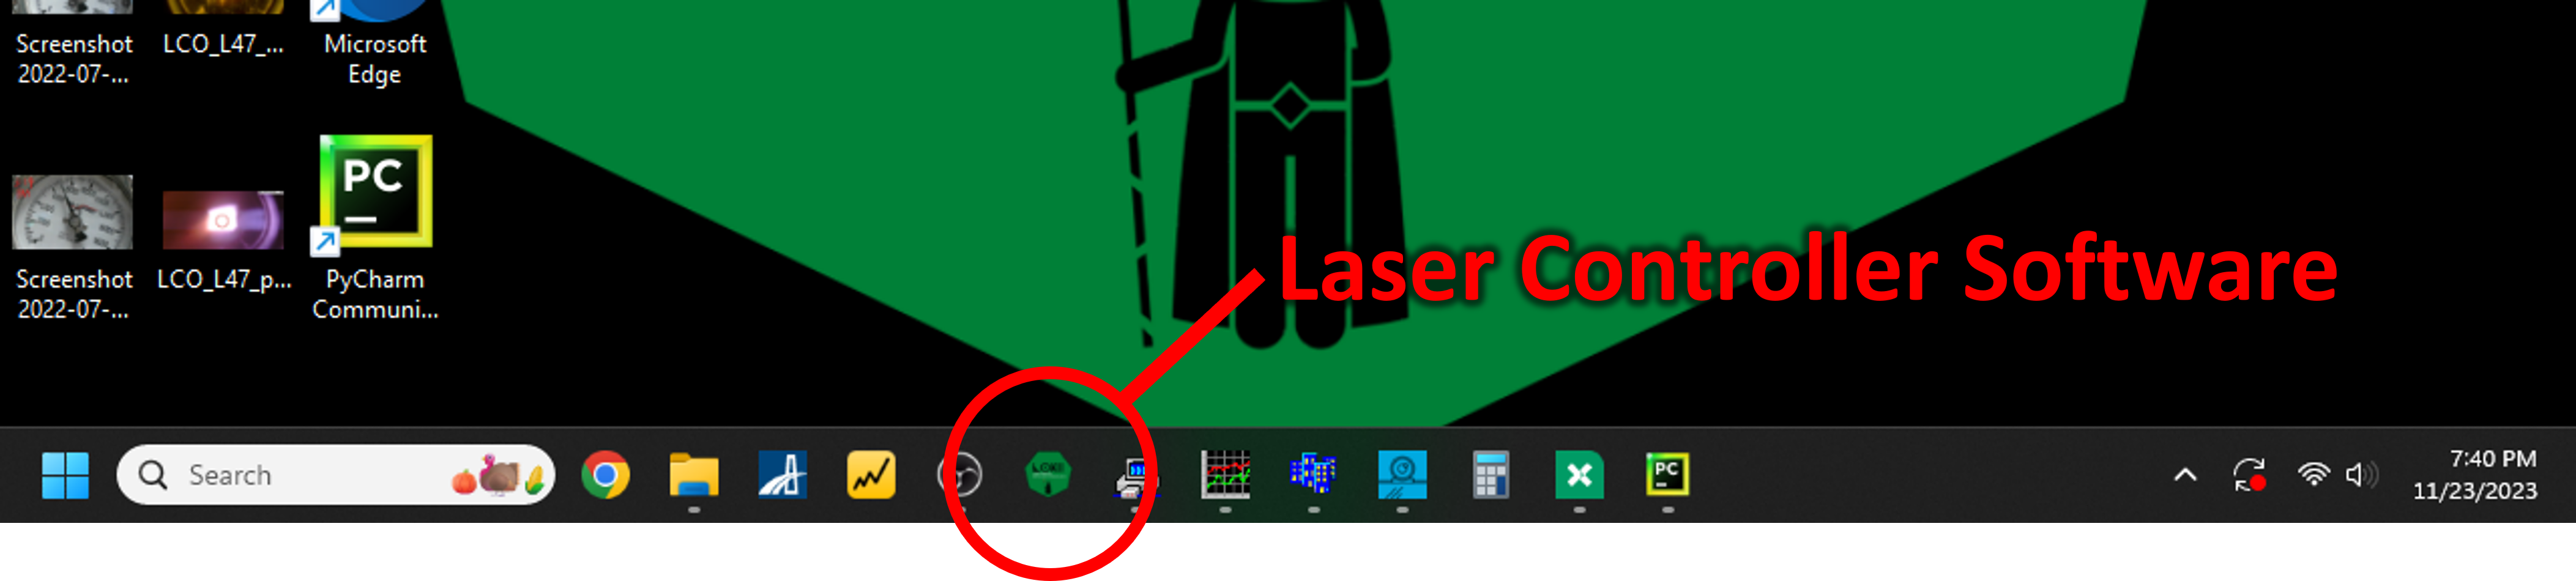 Screenshot
2022-07-...
LCO_L47_...
Microsoft
Edge
PC
Screenshot
2022-07-...
LCO_L47_p...
PyCharm
Communi...
Laser Controller Software
Search
LOKI
PC
7:40 PM
11/23/2023